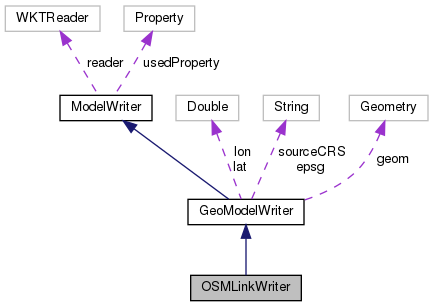 WKTReader
Property
reader
usedProperty
ModelWriter
Double
String
Geometry
lon
lat
sourceCRS
epsg
geom
GeoModelWriter
OSMLinkWriter